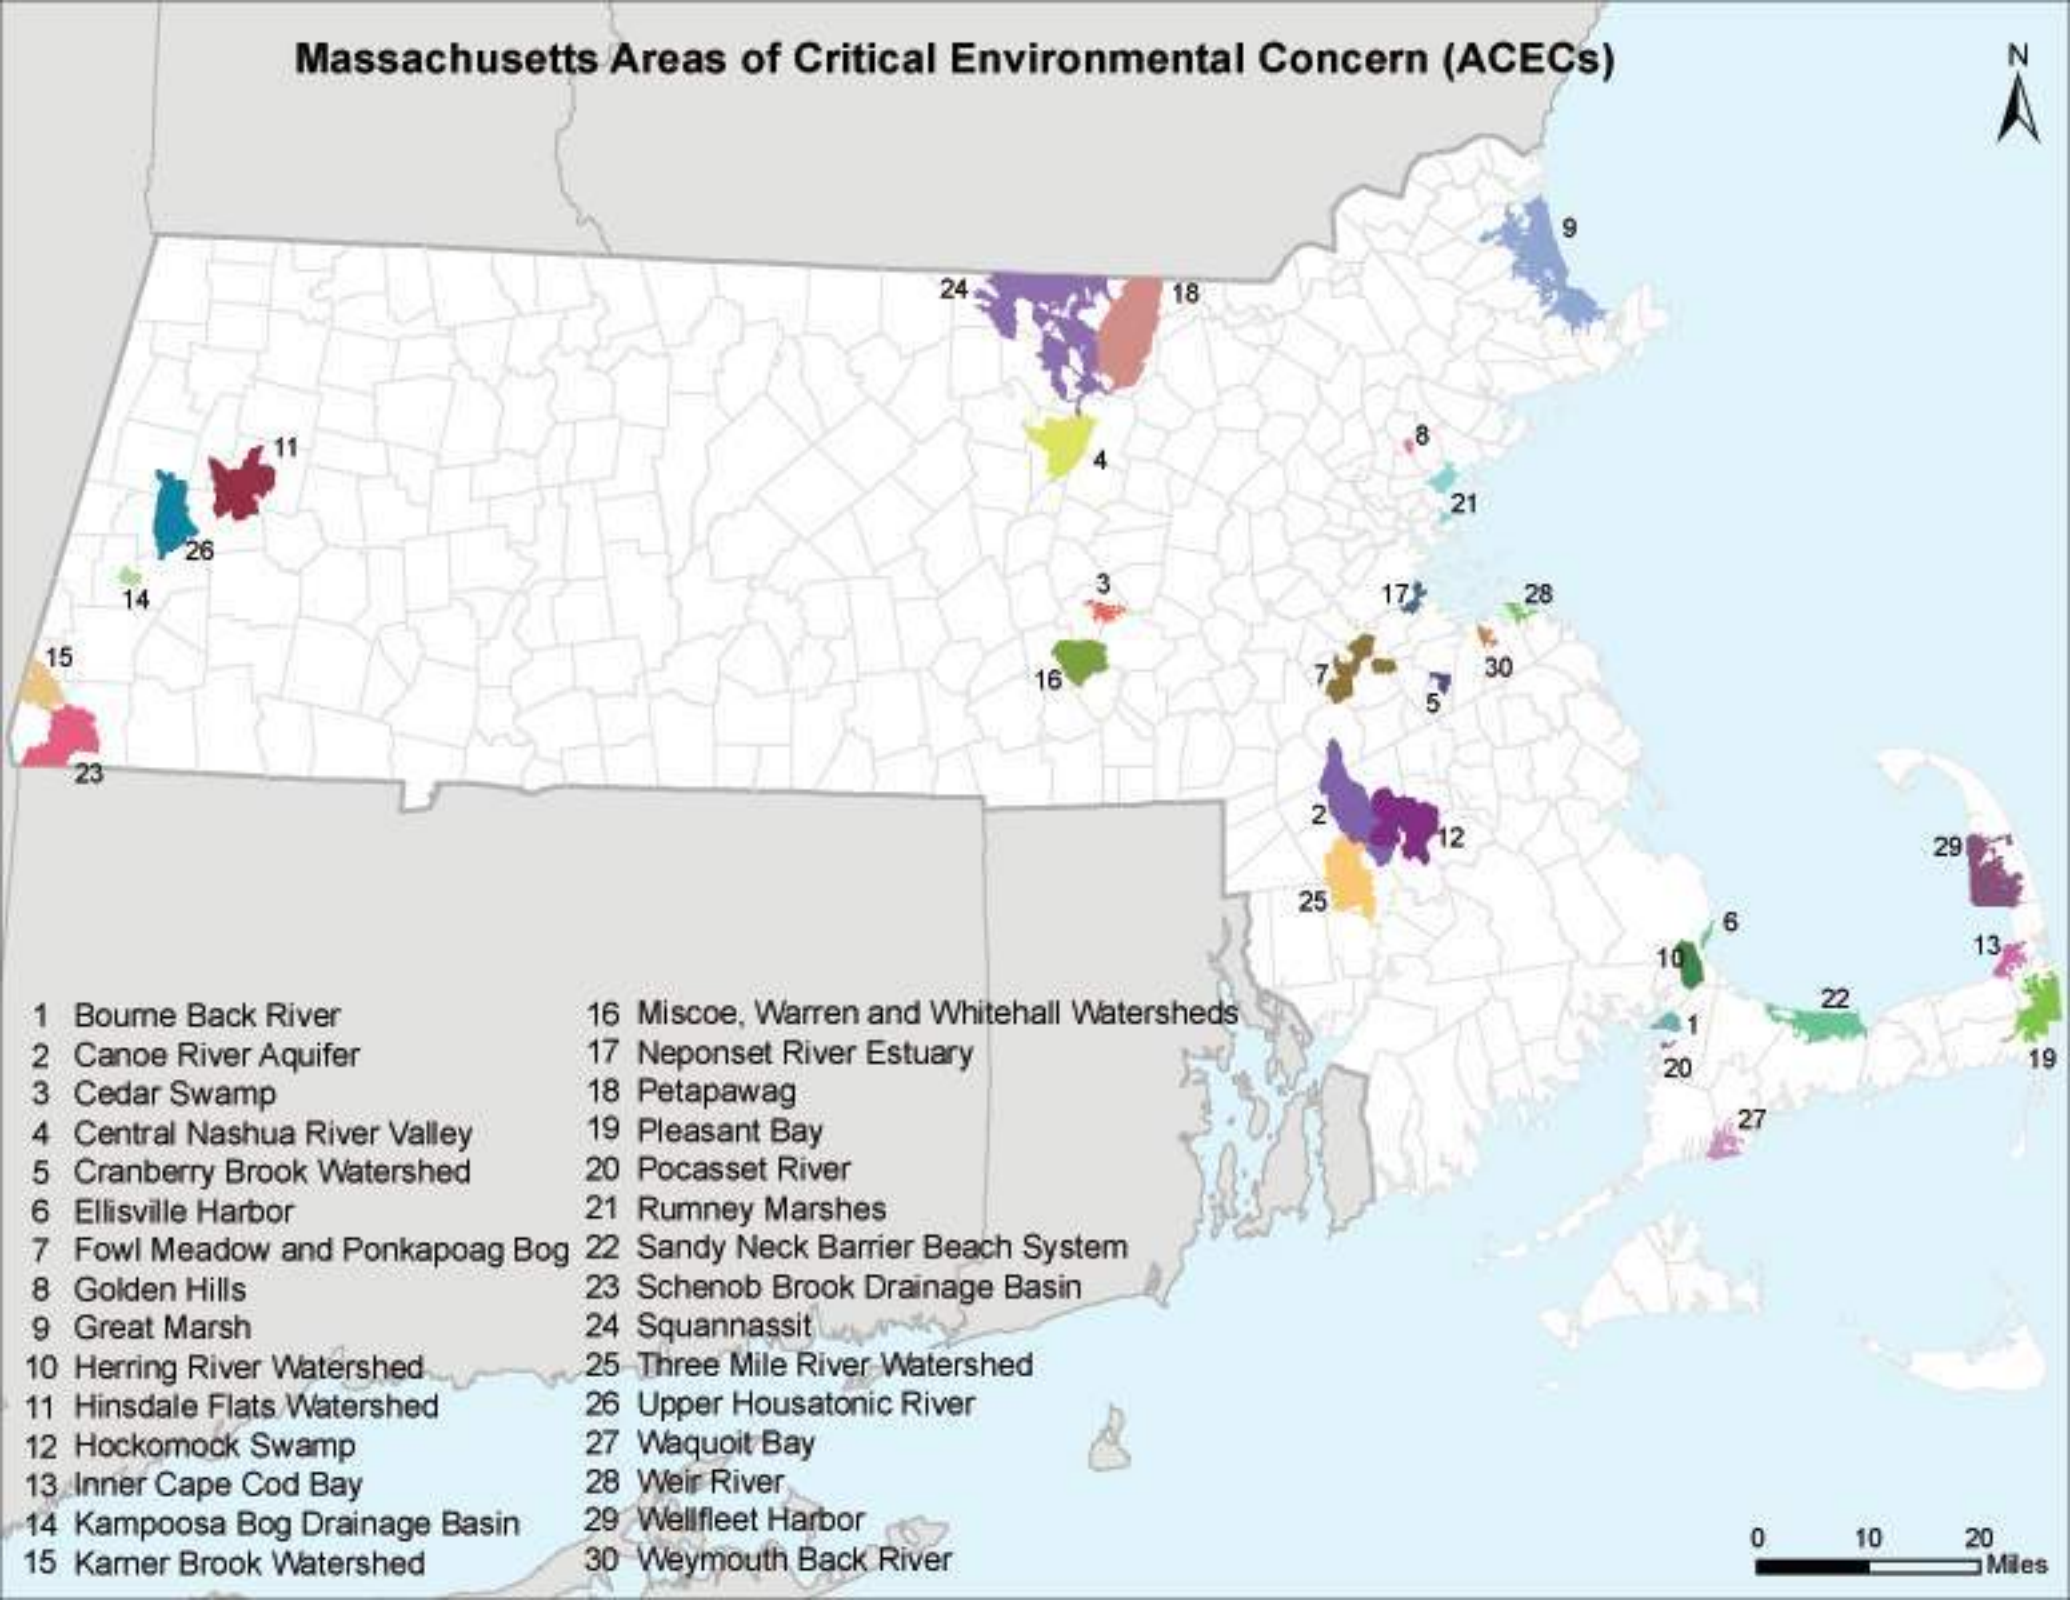 Massachusetts Areas of Critical Environmental Concern (ACECs)
N
9
24
18
11
8
4
21
26
3
14
17
28
15
7
30
16
5
23
2
12
29
25
6
13
10
22
1
20
19
27
1 Bourne Back River
2 Canoe River Aquifer
3 Cedar Swamp
4 Central Nashua River Valley
5 Cranberry Brook Watershed
6 Ellisville Harbor
7 Fowl Meadow and Ponkapoag Bog
8 Golden Hills
9 Great Marsh
10 Herring River Watershed
11 Hinsdale Flats Watershed
12 Hockomock Swamp
13 Inner Cape Cod Bay
14 Kampoosa Bog Drainage Basin
15 Karner Brook Watershed
16 Miscoe, Warren and Whitehall Watersheds
17 Neponset River Estuary
18 Petapawag
19 Pleasant Bay
20 Pocasset River
21 Rumney Marshes
22 Sandy Neck Barrier Beach System
23 Schenob Brook Drainage Basin
24 Squannassit
25 Three Mile River Watershed
26 Upper Housatonic River
27 Waquoit Bay
28 Weir River
29 Wellfleet Harbor
30 Weymouth Back River
0 10 20
Miles